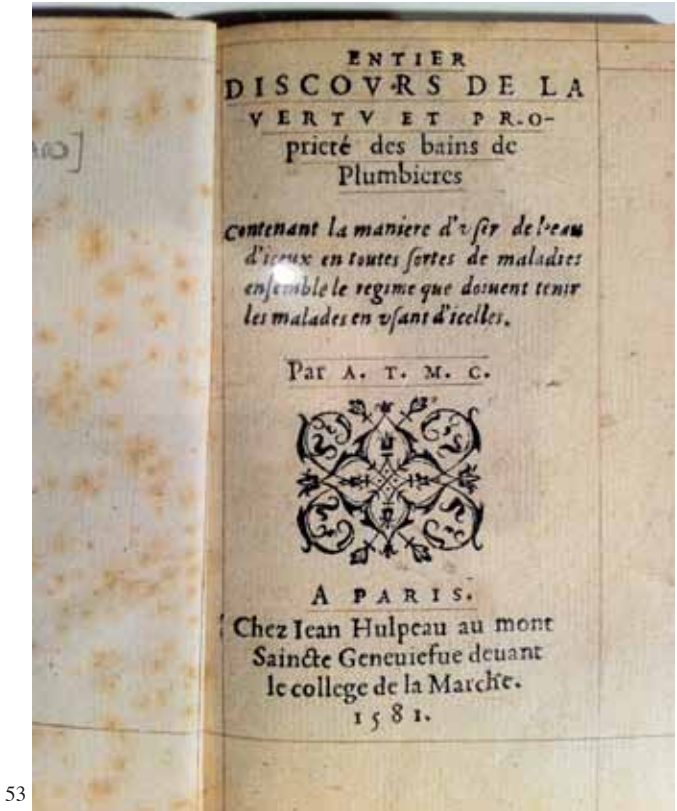 ENTIER
DISCOVRS DE LA
VERTV ET PRO-
prieté des bains de
Plumbieres
Contenant la maniere d'vser de l'eau
d'iceux en toutes sortes de maladies
ensemble le regime que doiuent tenir
les malades en vsant d'icelles.
Par A. T. M. C.
A PARIS.
Chez Iean Hulpeau au mont
Saincte Geneuiefue deuant
le college de la Marche.
1581.
53